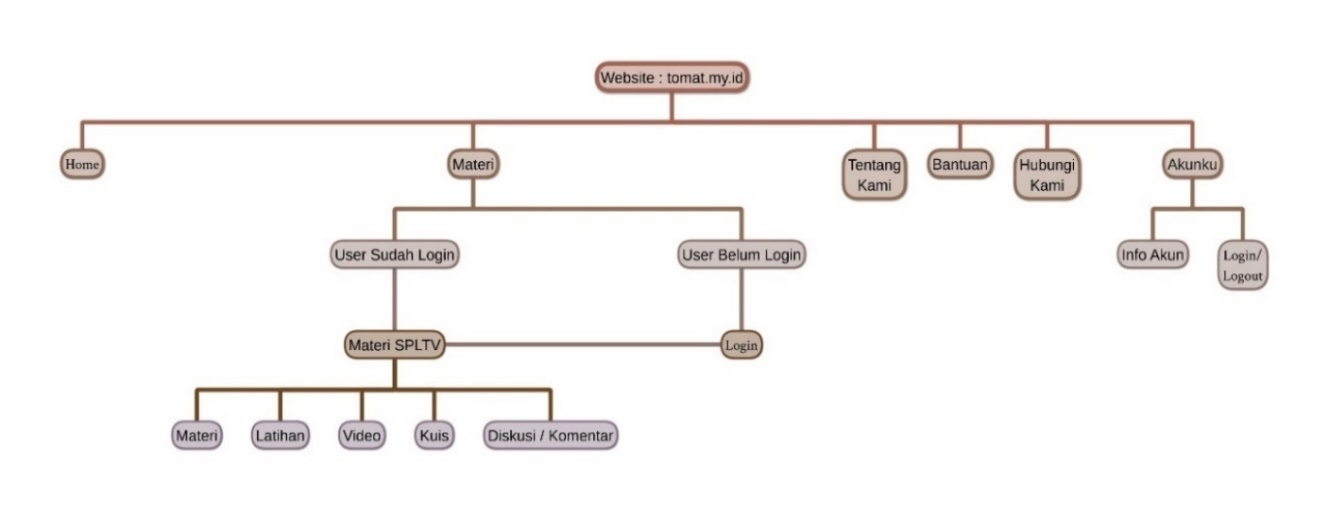 Website : tomat.my.id
Home
Materi
Tentang
Kami
Bantuan
Hubungi
Kami
Akunku
User Sudah Login
User Belum Login
Info Akun
Login/
Logout
Materi SPLTV
Login
Materi
Latihan
Video
Kuis
Diskusi / Komentar